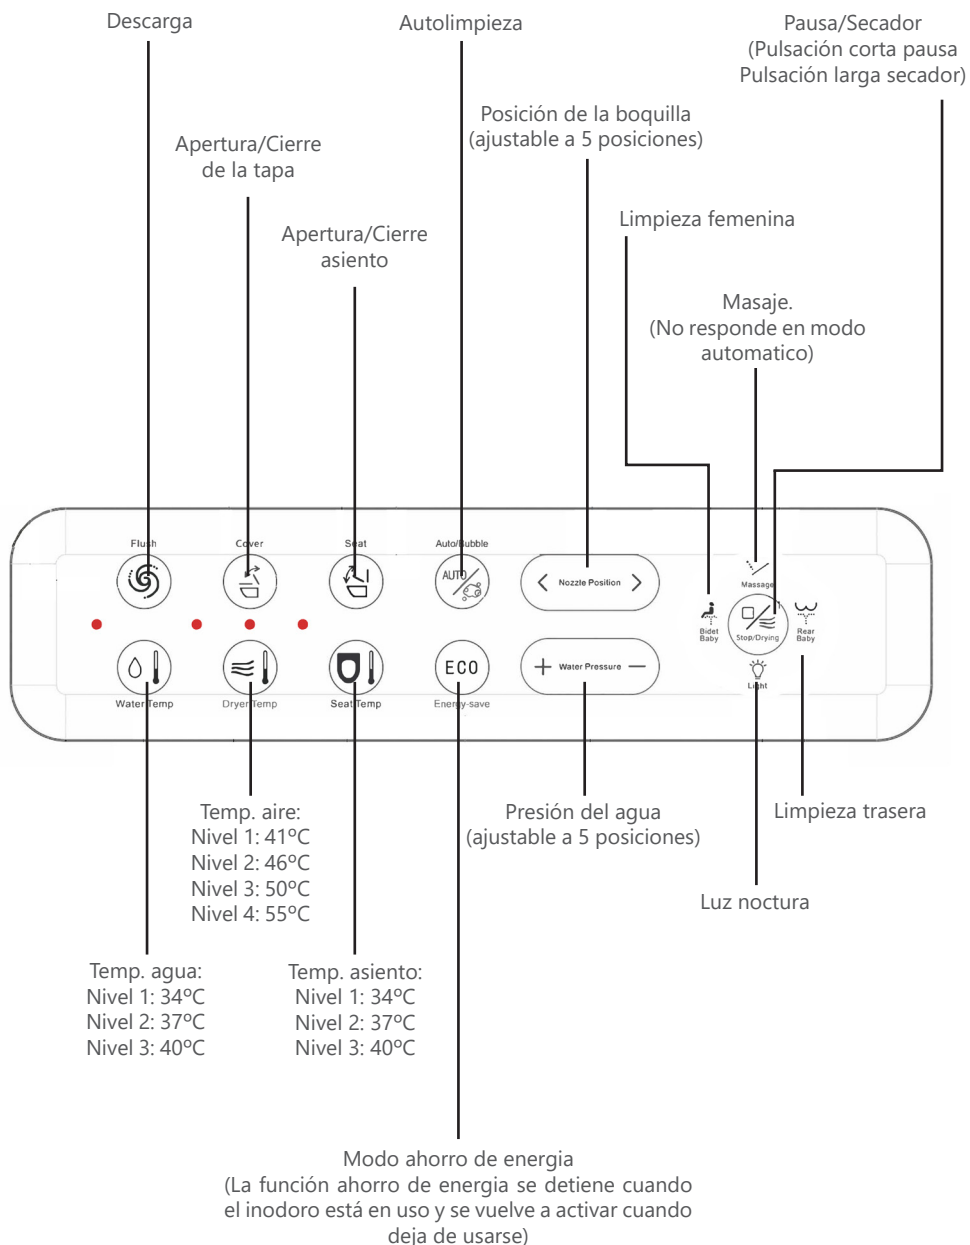 Descarga
Autolimpieza
Pausa/Secador
(Pulsación corta pausa
Pulsación larga secador)
Posición de la boquilla
(ajustable a 5 posiciones)
Apertura/Cierre
de la tapa
Apertura/Cierre
asiento
Limpieza femenina
Masaje.
(No responde en modo
automatico)
Flush
Cover
Seat
Auto/Bubble
AUTO
Nozzle Position
Massage
Bidet
Baby
Stop/Drying
Rear
Baby
ECO
Water Pressure
Light
Water Temp
Dryer Temp
Seat Temp
Energy-save
Temp. aire:
Nivel 1: 41ºC
Nivel 2: 46ºC
Nivel 3: 50ºC
Nivel 4: 55ºC
Presión del agua
(ajustable a 5 posiciones)
Limpieza trasera
Luz noctura
Temp. agua:
Nivel 1: 34ºC
Nivel 2: 37ºC
Nivel 3: 40ºC
Temp. asiento:
Nivel 1: 34ºC
Nivel 2: 37ºC
Nivel 3: 40ºC
Modo ahorro de energia
(La función ahorro de energia se detiene cuando
el inodoro está en uso y se vuelve a activar cuando
deja de usarse)